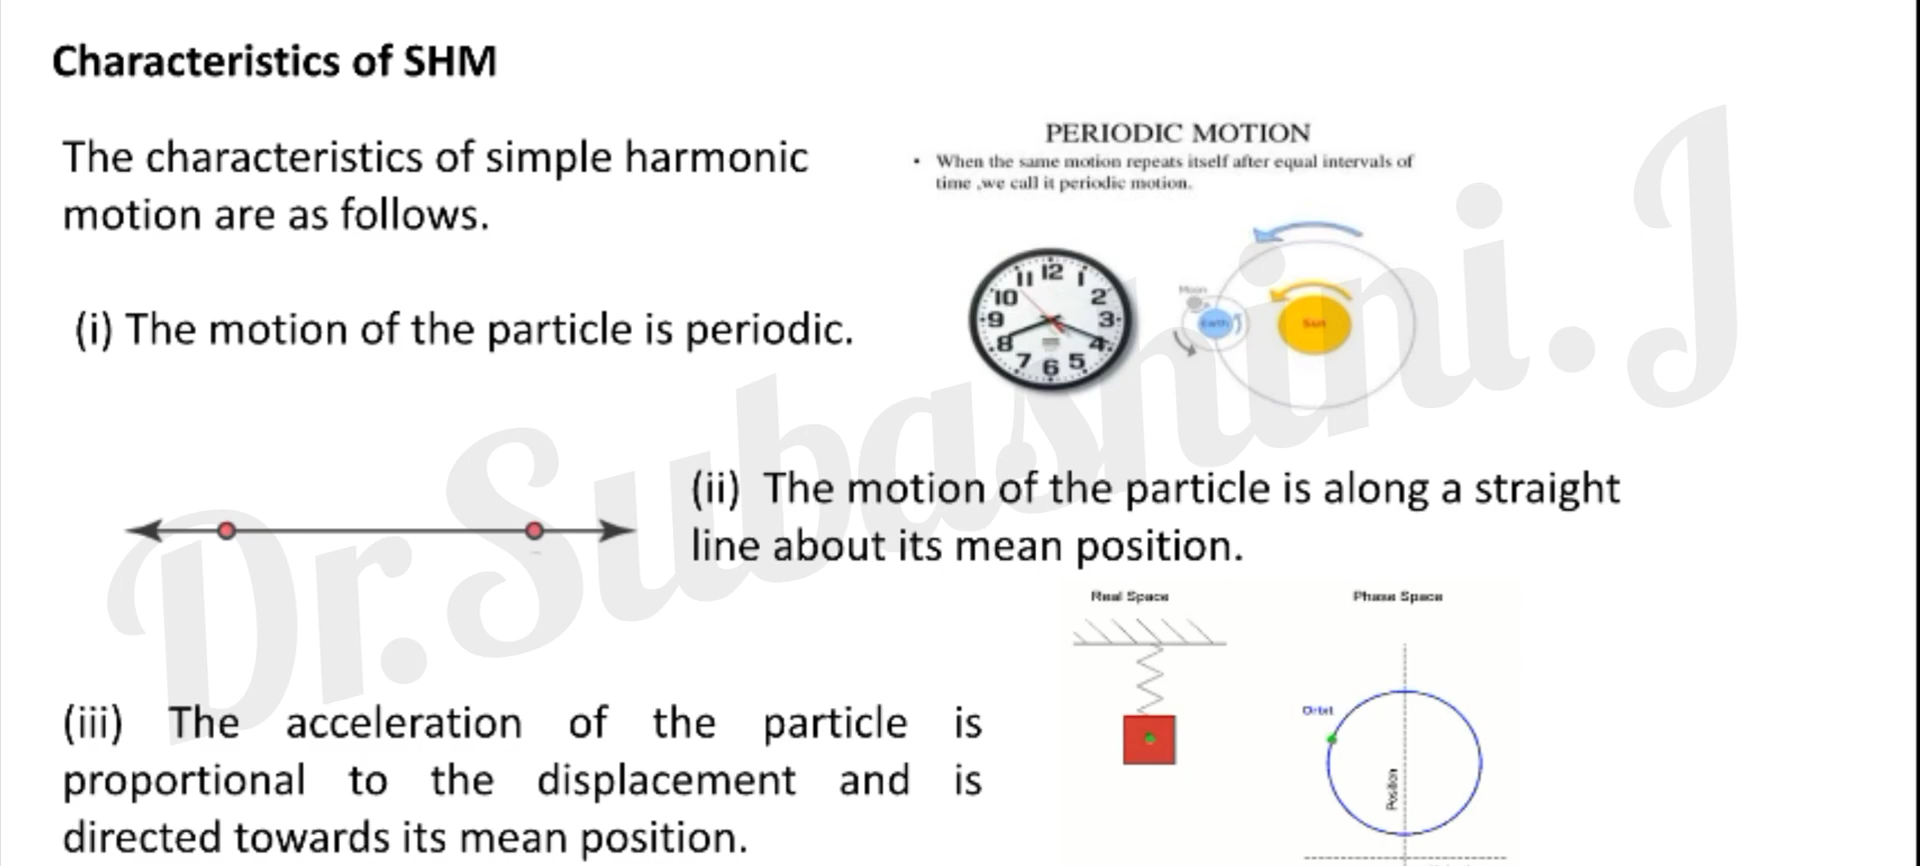 Characteristics of SHM
The characteristics of simple harmonic
motion are as follows.
PERIODIC MOTION
• When the same motion repeats itself after equal intervals of
time ,we call it periodic motion.
(i) The motion of the particle is periodic.
11 12 1
10 2
9 3
8 4
7 6 5
Moon
Earth
Sun
(ii) The motion of the particle is along a straight
line about its mean position.
Real Space
Phase Space
Orbit
Position
(iii) The acceleration of the particle is
proportional to the displacement and is
directed towards its mean position.
Dr.Subashini.J